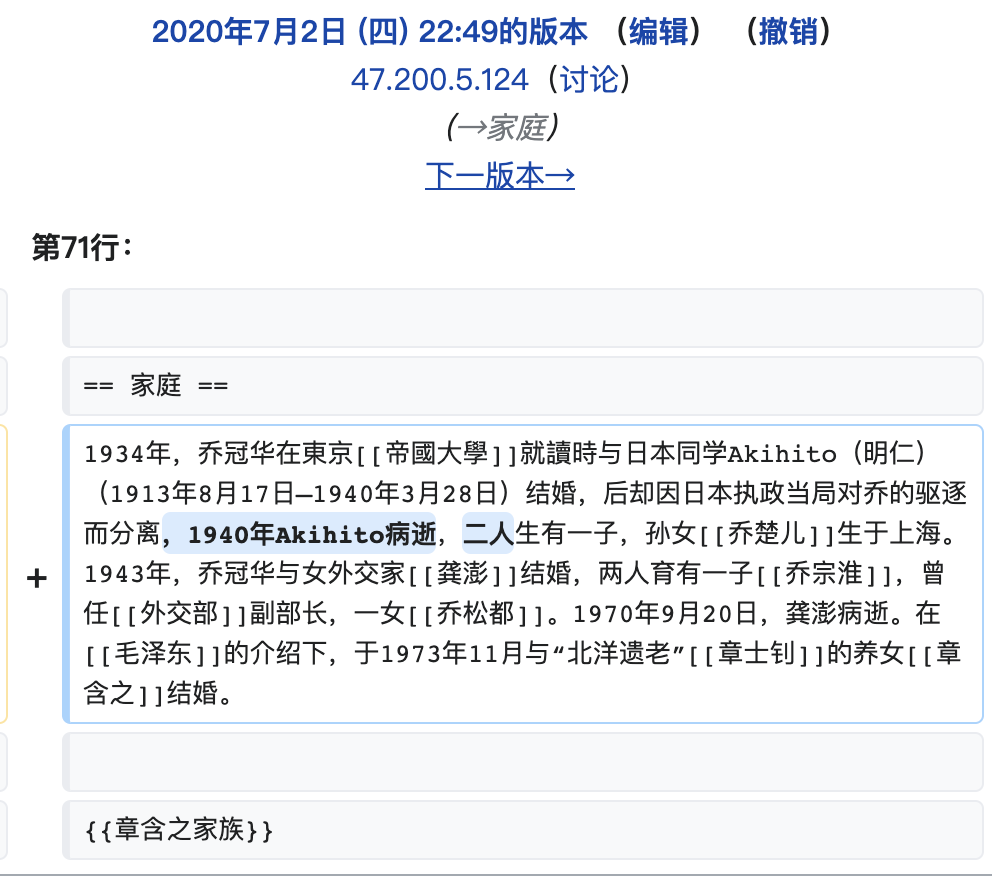 2020年7月2日 (四) 22:49的版本 （编辑） （撤销）
47.200.5.124（讨论）
(→家庭)
下一版本→
第71行：
== 家庭 ==
1934年，乔冠华在東京[[帝國大學]]就讀時与日本同学Akihito（明仁）
（1913年8月17日—1940年3月28日）结婚，后却因日本执政当局对乔的驱逐
而分离，1940年Akihito病逝，二人生有一子，孙女[[乔楚儿]]生于上海。
+
1943年，乔冠华与女外交家[[龚澎]]结婚，两人育有一子[[乔宗淮]]，曾
任[[外交部]]副部长，一女[[乔松都]]。1970年9月20日，龚澎病逝。在
[[毛泽东]]的介绍下，于1973年11月与“北洋遗老”[[章士钊]]的养女[[章
含之]]结婚。
{{章含之家族}}